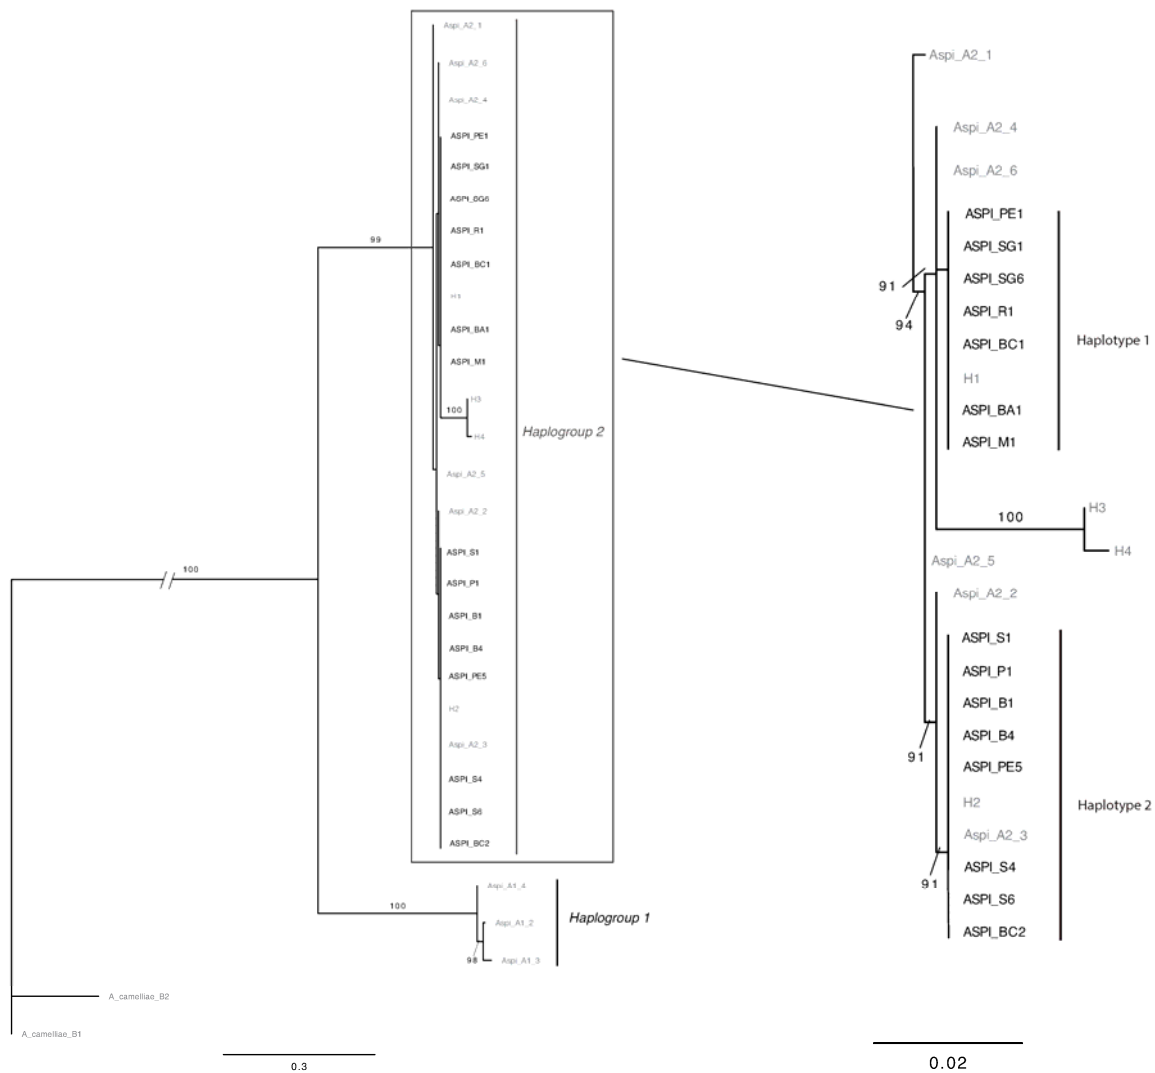 Aspi_A2_1
Aspi_A2_6
Aspi_A2_4
ASPI_PE1
ASPI_SG1
ASPI_SG6
ASPI_R1
ASPI_BC1
H1
ASPI_BA1
ASPI_M1
H3
100
H4
Haplogroup 2
Aspi_A2_5
Aspi_A2_2
ASPI_S1
ASPI_P1
ASPI_B1
ASPI_B4
ASPI_PE5
H2
Aspi_A2_3
ASPI_S4
ASPI_S6
ASPI_BC2
99
100
100
Aspi_A1_4
Aspi_A1_2
98
Aspi_A1_3
Haplogroup 1
A_camelliae_B2
A_camelliae_B1
0.3
Aspi_A2_1
Aspi_A2_4
Aspi_A2_6
ASPI_PE1
ASPI_SG1
ASPI_SG6
91
ASPI_R1
94
ASPI_BC1
Haplotype 1
H1
ASPI_BA1
ASPI_M1
H3
100
H4
Aspi_A2_5
Aspi_A2_2
ASPI_S1
ASPI_P1
ASPI_B1
ASPI_B4
91
ASPI_PE5
H2
Haplotype 2
Aspi_A2_3
ASPI_S4
91
ASPI_S6
ASPI_BC2
0.02